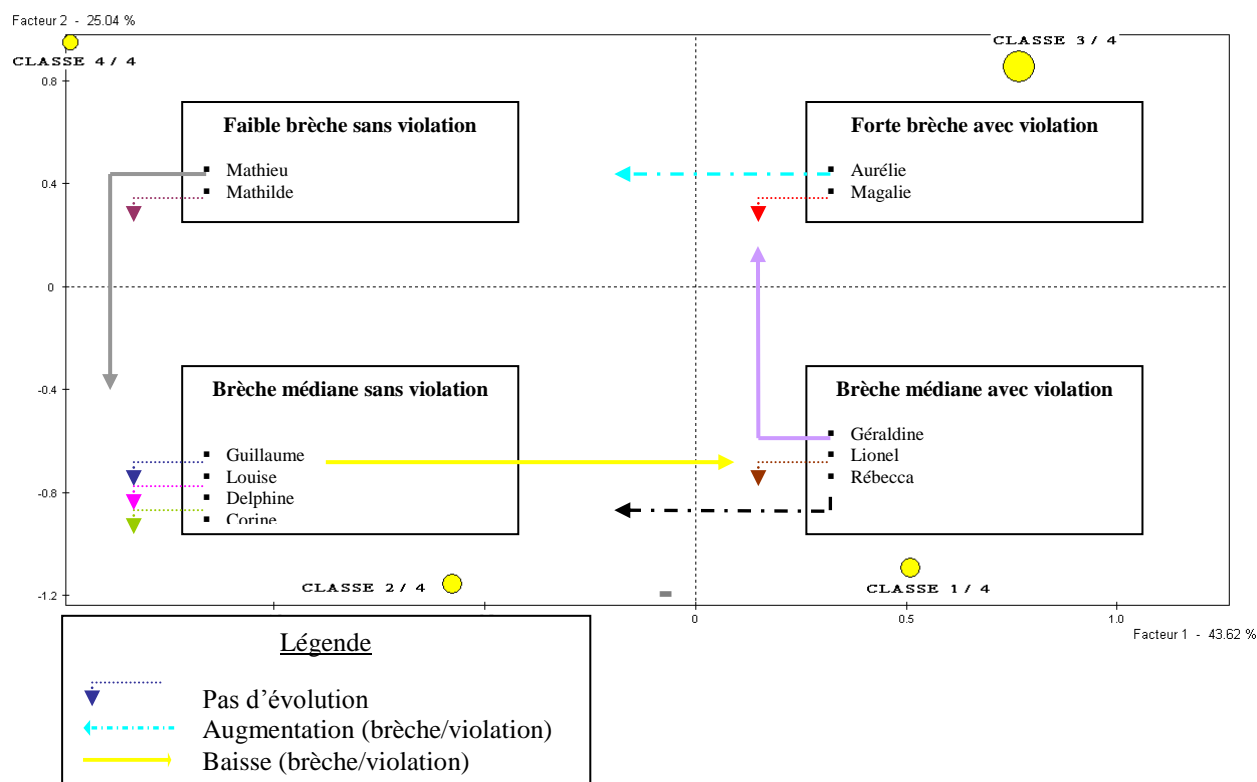 Facteur 2 - 25.04 %
CLASSE 4 / 4
CLASSE 3 / 4
0.8
Faible brèche sans violation
Mathieu
Mathilde
Forte brèche avec violation
Aurélie
Magalie
0.4
0
-0.4
Brèche médiane sans violation
Guillaume
Louise
Delphine
Corine
Brèche médiane avec violation
Géraldine
Lionel
Rébecca
-0.8
CLASSE 2 / 4
CLASSE 1 / 4
-1.2
0
0.5
1.0
Facteur 1 - 43.62 %
Légende
Pas d’évolution
Augmentation (brèche/violation)
Baisse (brèche/violation)